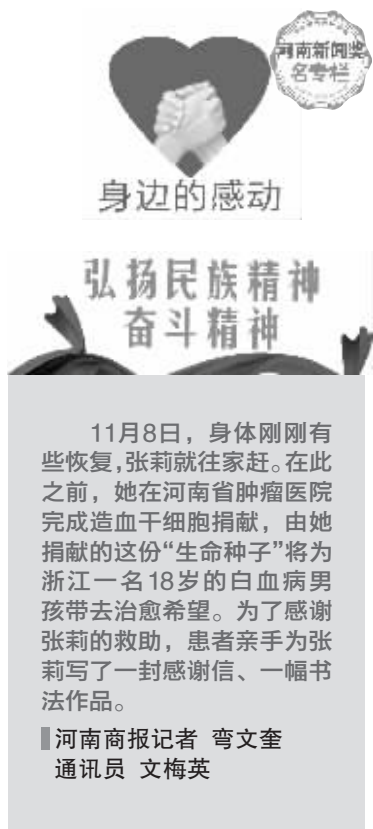 河南新闻奖
名专栏
身边的感动
弘扬民族精神
奋斗精神
11月8日，身体刚刚有
些恢复,张莉就往家赶。在此
之前，她在河南省肿瘤医院
完成造血干细胞捐献，由她
捐献的这份“生命种子”将为
浙江一名18岁的白血病男
孩带去治愈希望。为了感谢
张莉的救助，患者亲手为张
莉写了一封感谢信、一幅书
法作品。
河南商报记者 弯文奎
通讯员 文梅英